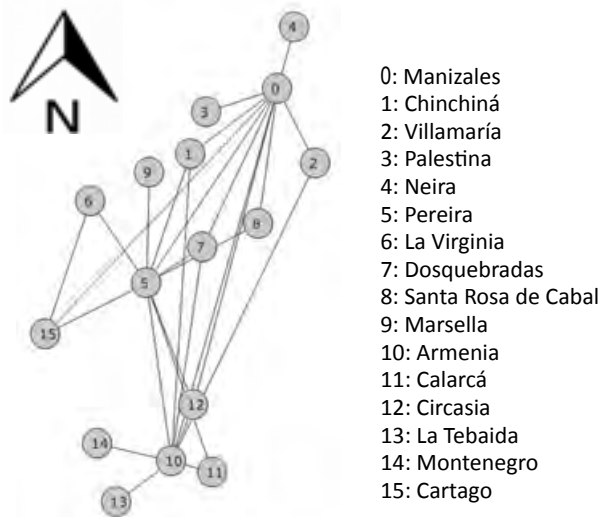 4
0
3
1
2
9
6
8
7
5
15
12
14
10
11
13
N
0: Manizales
1: Chinchiná
2: Villamaría
3: Palestina
4: Neira
5: Pereira
6: La Virginia
7: Dosquebradas
8: Santa Rosa de Cabal
9: Marsella
10: Armenia
11: Calarcá
12: Circasia
13: La Tebaida
14: Montenegro
15: Cartago